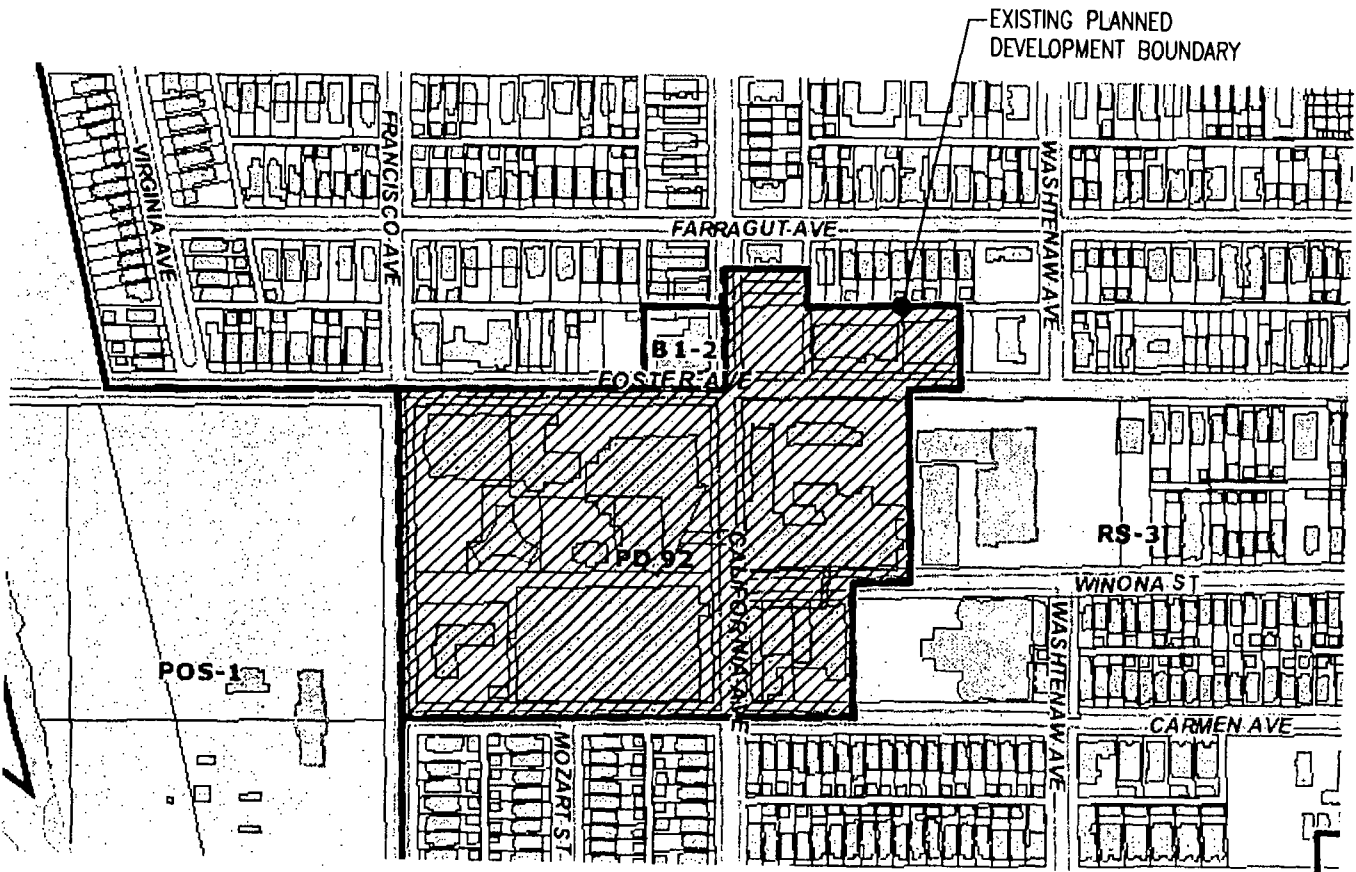 EXISTING PLANNED
DEVELOPMENT BOUNDARY
VIRGINIA AVE
FRANCISCO AVE
WASHTENAW AVE
FARRAGUT AVE
B1-2
FOSTER AVE
PD 92
CALIFORNIA AVE
RS-3
WINONA ST
POS-1
WASHTENAW AVE
CARMEN AVE
MOZART ST